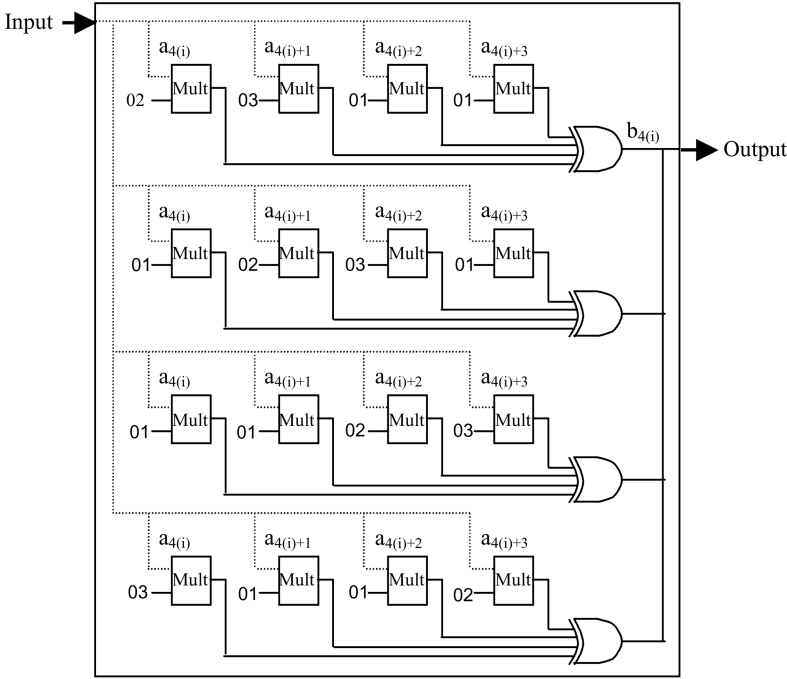 Input
a4(i) a4(i)+1 a4(i)+2 a4(i)+3
Mult Mult Mult Mult
02 03 01 01
b4(i)
Output
a4(i) a4(i)+1 a4(i)+2 a4(i)+3
Mult Mult Mult Mult
01 02 03 01
a4(i) a4(i)+1 a4(i)+2 a4(i)+3
Mult Mult Mult Mult
01 01 02 03
a4(i) a4(i)+1 a4(i)+2 a4(i)+3
Mult Mult Mult Mult
03 01 01 02